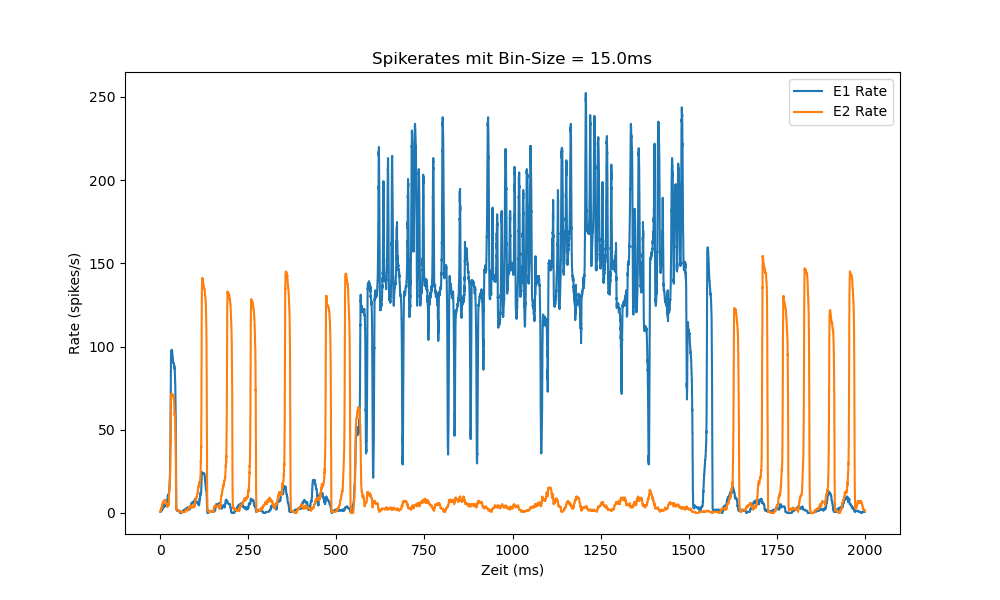 Spikerates mit Bin-Size = 15.0ms
E1 Rate
E2 Rate
250
200
150
100
50
0
Rate (spikes/s)
0 250 500 750 1000 1250 1500 1750 2000
Zeit (ms)